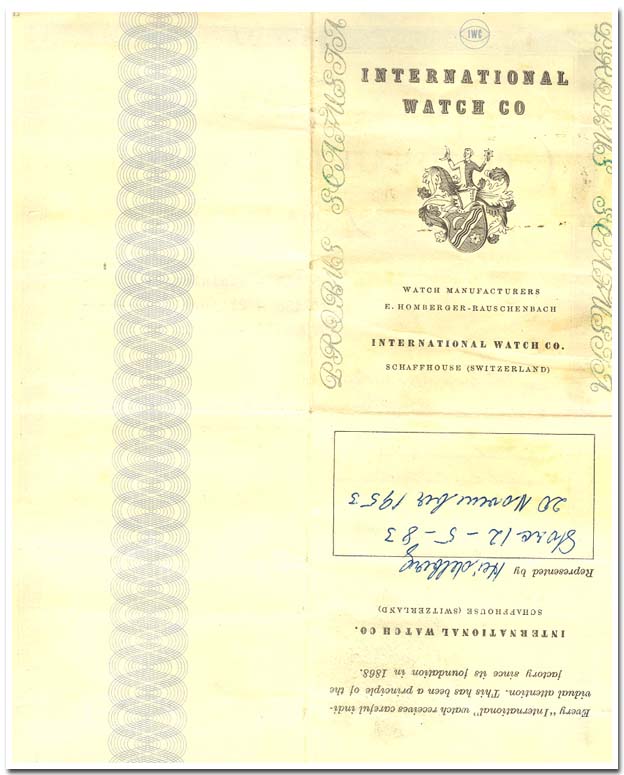 IWC
INTERNATIONAL
WATCH CO
PROBUS SCAFUSIA
PROBUS SCAFUSIA
WATCH MANUFACTURERS
E. HOMBERGER-RAUSCHENBACH
INTERNATIONAL WATCH CO.
SCHAFFHOUSE (SWITZERLAND)
Every "International" watch receives careful indi-
vidual attention. This has been a principle of the
factory since its foundation in 1868.
INTERNATIONAL WATCH CO.
SCHAFFHOUSE (SWITZERLAND)
Represented by Heidelberg
Store 12 - 5 - 83
20 November 1953